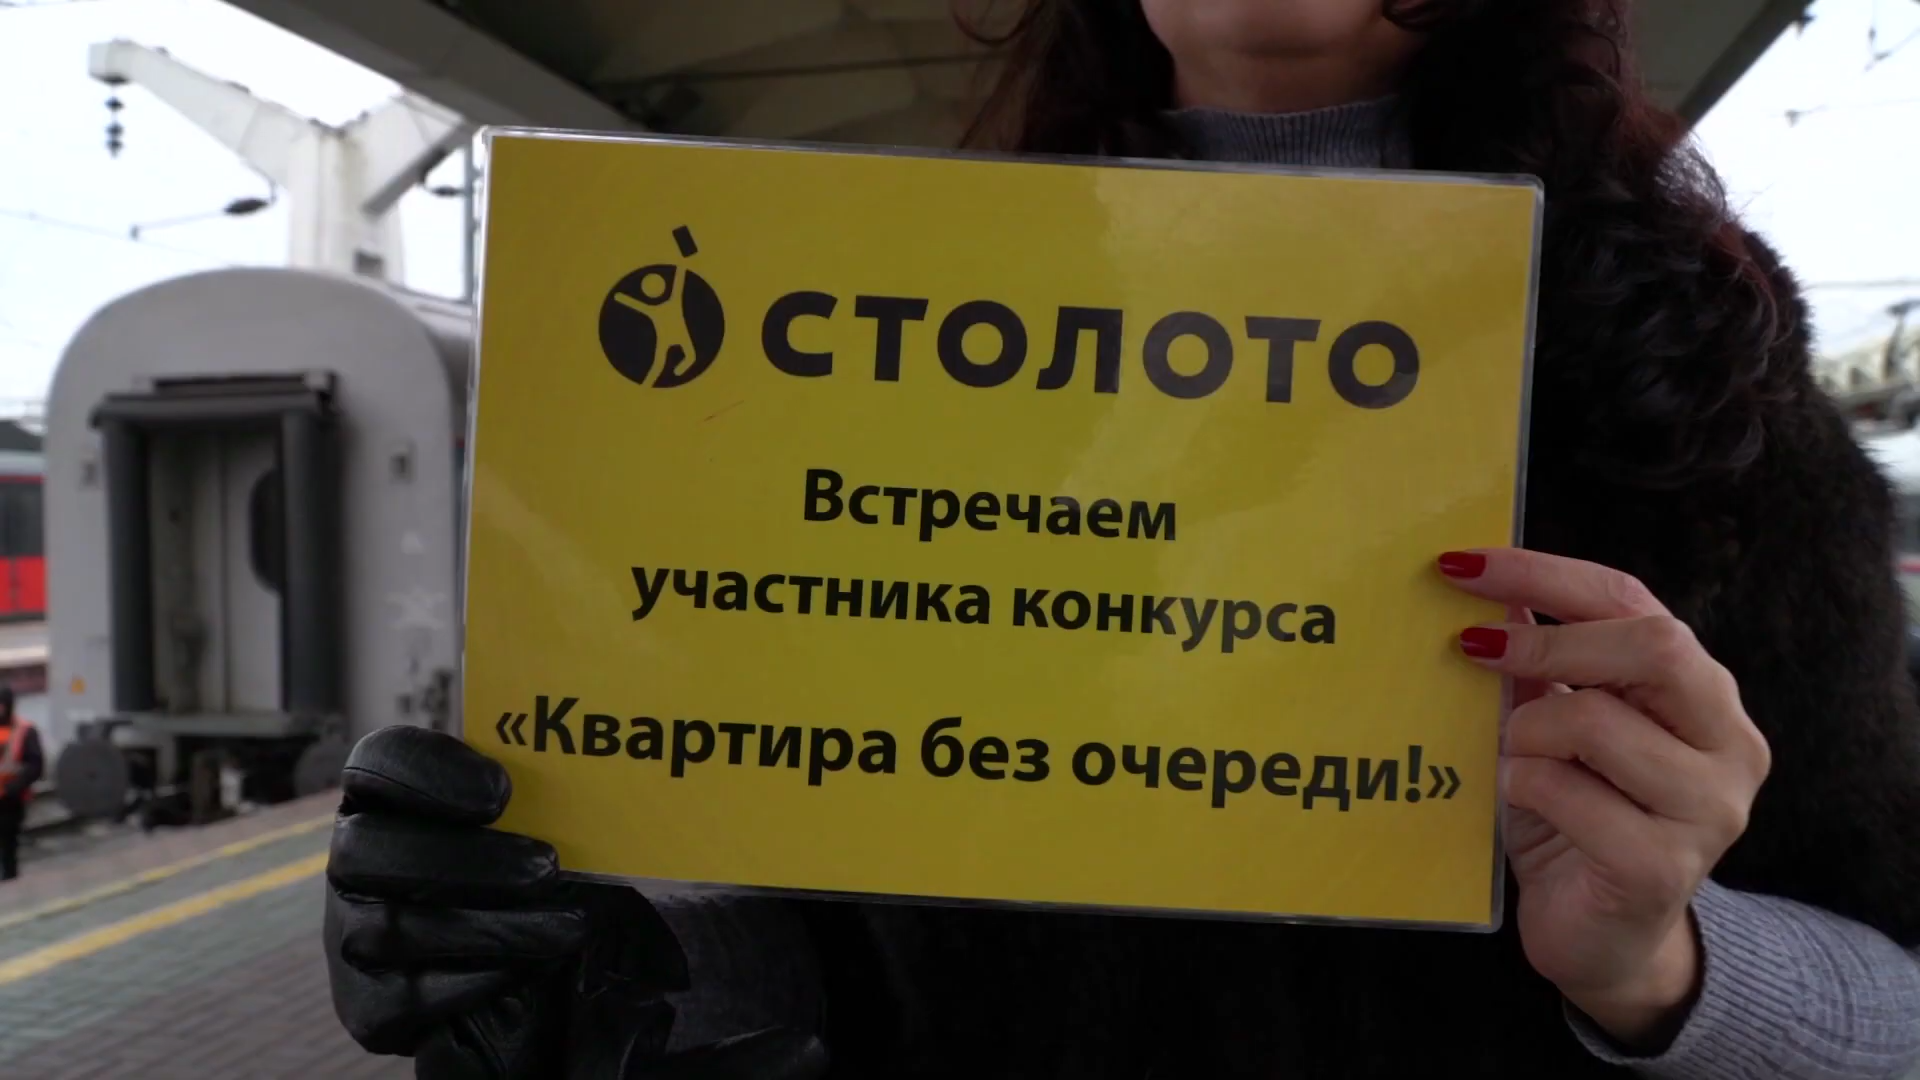 СТОЛОТО
Встречаем
участника конкурса
«Квартира без очереди!»